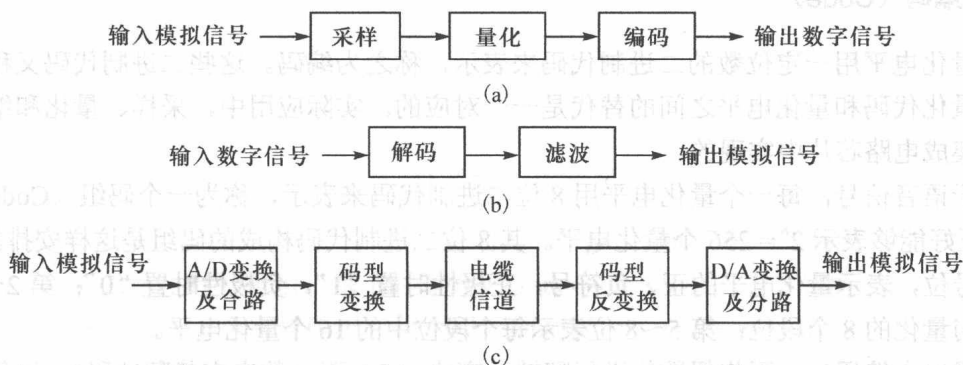 输入模拟信号 采样 量化 编码 输出数字信号
(a)
输入数字信号 解码 滤波 输出模拟信号
(b)
输入模拟信号 A/D变换及合路 码型变换 电缆信道 码型反变换 D/A变换及分路 输出模拟信号
(c)